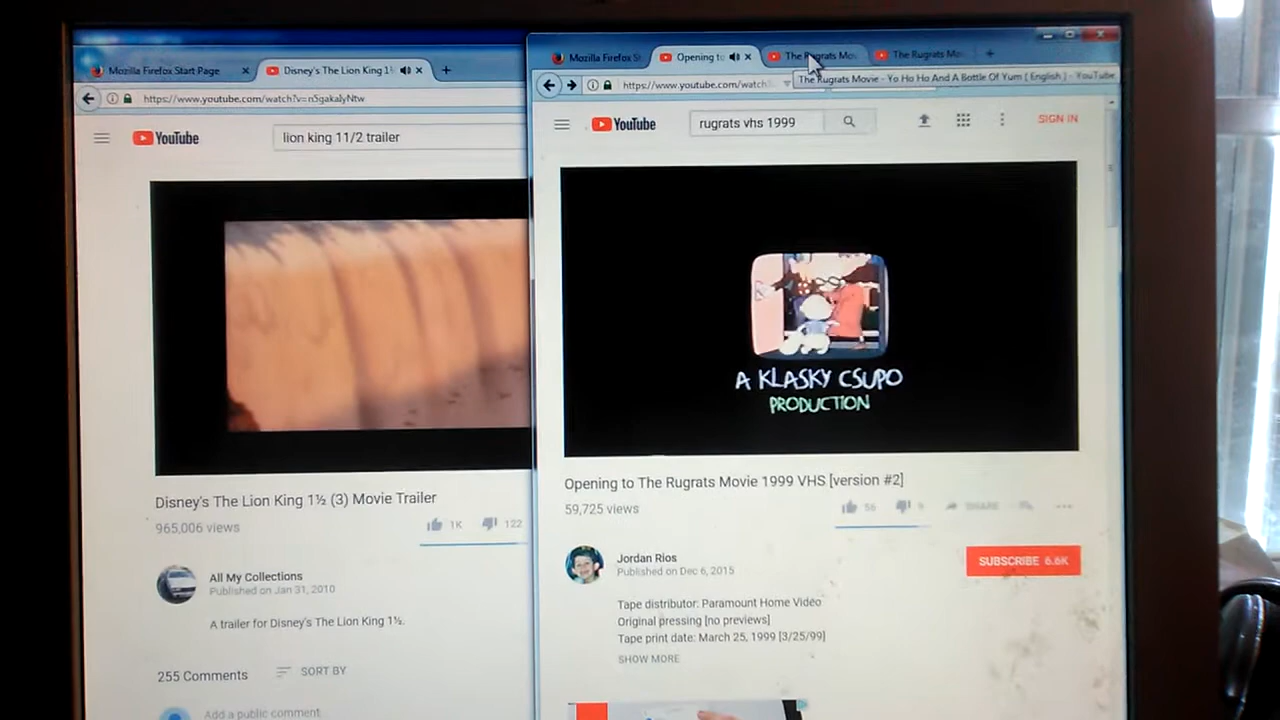 Mozilla Firefox Start Page
Disney's The Lion King 1½
https://www.youtube.com/watch?v=nSgakalyNtw
YouTube
lion king 11/2 trailer
Disney's The Lion King 1½ (3) Movie Trailer
965,006 views
1K
122
All My Collections
Published on Jan 31, 2010
A trailer for Disney's The Lion King 1½.
255 Comments
SORT BY
Add a public comment
Mozilla Firefox St
Opening to
The Rugrats Mov
The Rugrats Mo
The Rugrats Movie - Yo Ho Ho And A Bottle Of Yum ( English ) - YouTube
https://www.youtube.com/watch?
YouTube
rugrats vhs 1999
SIGN IN
A KLASKY CSUPO
PRODUCTION
Opening to The Rugrats Movie 1999 VHS [version #2]
59,725 views
56
9
SHARE
Jordan Rios
Published on Dec 6, 2015
SUBSCRIBE 6.6K
Tape distributor: Paramount Home Video
Original pressing [no previews]
Tape print date: March 25, 1999 [3/25/99]
SHOW MORE